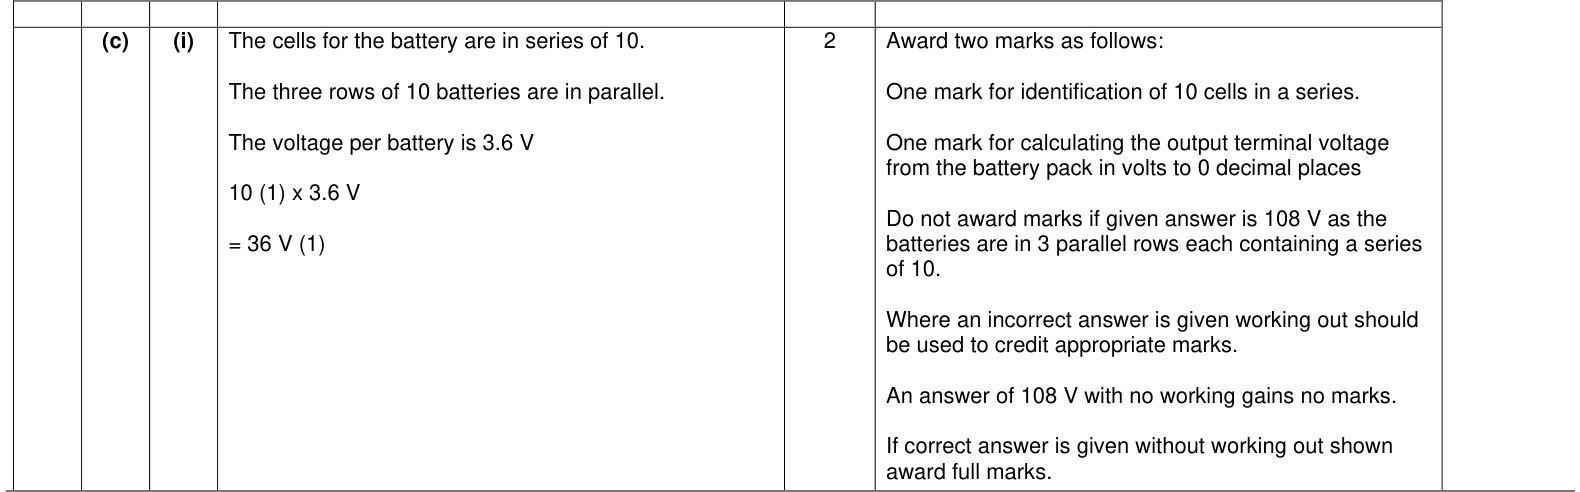 (c) (i) The cells for the battery are in series of 10. 2 Award two marks as follows:
The three rows of 10 batteries are in parallel. One mark for identification of 10 cells in a series.
The voltage per battery is 3.6 V One mark for calculating the output terminal voltage
from the battery pack in volts to 0 decimal places
10 (1) x 3.6 V
Do not award marks if given answer is 108 V as the
= 36 V (1) batteries are in 3 parallel rows each containing a series
of 10.
Where an incorrect answer is given working out should
be used to credit appropriate marks.
An answer of 108 V with no working gains no marks.
If correct answer is given without working out shown
award full marks.